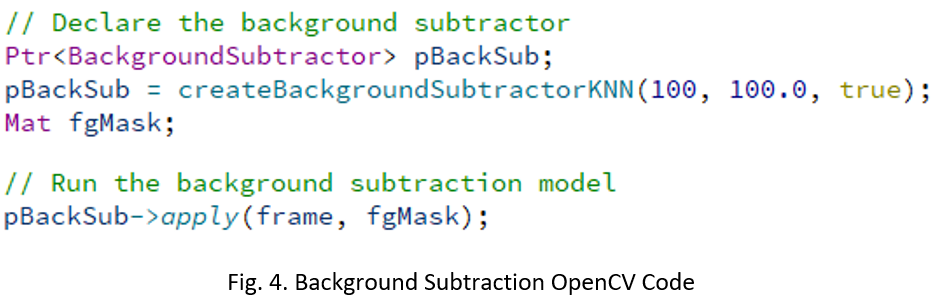 // Declare the background subtractor
Ptr<BackgroundSubtractor> pBackSub;
pBackSub = createBackgroundSubtractorKNN(100, 100.0, true);
Mat fgMask;
// Run the background subtraction model
pBackSub->apply(frame, fgMask);
Fig. 4. Background Subtraction OpenCV Code